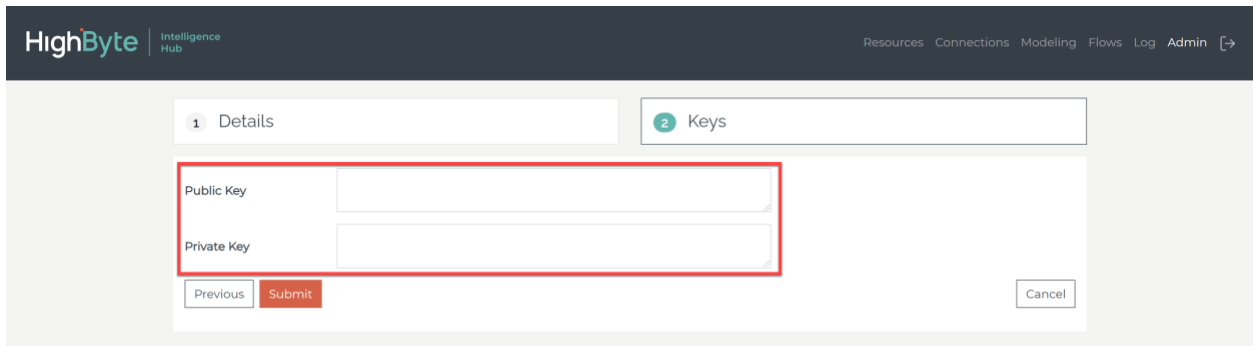 HighByte
Intelligence
Hub
Resources Connections Modeling Flows Log Admin
1 Details
2 Keys
Public Key
Private Key
Previous Submit Cancel